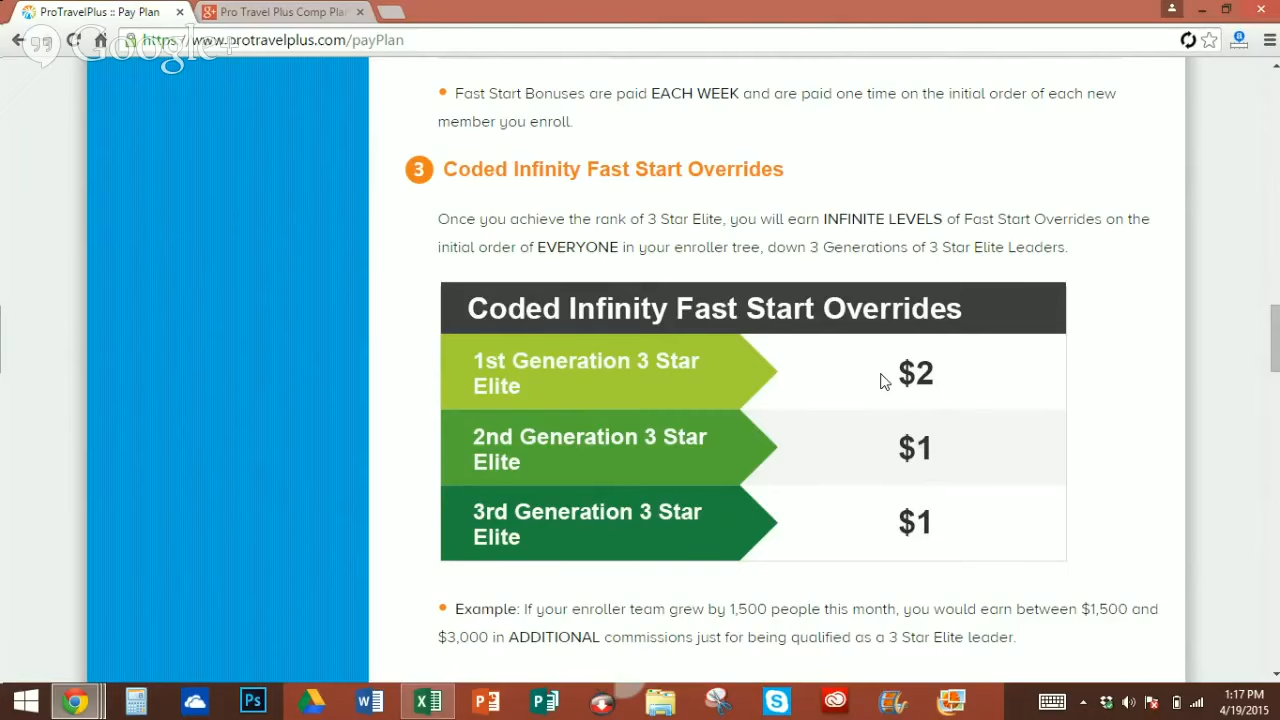 ProTravelPlus :: Pay Plan
Pro Travel Plus Comp Plan
https://www.protravelplus.com/payPlan
Google+
Fast Start Bonuses are paid EACH WEEK and are paid one time on the initial order of each new
member you enroll.
3 Coded Infinity Fast Start Overrides
Once you achieve the rank of 3 Star Elite, you will earn INFINITE LEVELS of Fast Start Overrides on the
initial order of EVERYONE in your enroller tree, down 3 Generations of 3 Star Elite Leaders.
Coded Infinity Fast Start Overrides
1st Generation 3 Star
Elite
$2
2nd Generation 3 Star
Elite
$1
3rd Generation 3 Star
Elite
$1
Example: If your enroller team grew by 1,500 people this month, you would earn between $1,500 and
$3,000 in ADDITIONAL commissions just for being qualified as a 3 Star Elite leader.
1:17 PM
4/19/2015